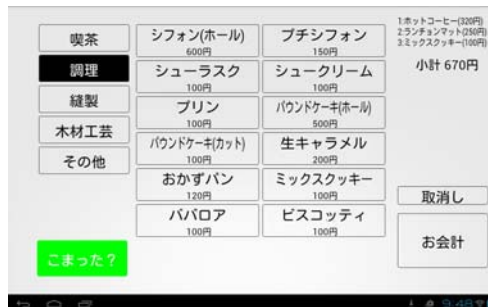 喫茶
調理
縫製
木材工芸
その他
こまった？
シフォン(ホール)
600円
プチシフォン
150円
シューラスク
100円
シュークリーム
100円
プリン
100円
パウンドケーキ(ホール)
500円
パウンドケーキ(カット)
100円
生キャラメル
200円
おかずパン
120円
ミックスクッキー
100円
ババロア
100円
ビスコッティ
100円
1:ホットコーヒー(320円)
2:ランチョンマット(250円)
3:ミックスクッキー(100円)
小計 670円
取消し
お会計
9:48